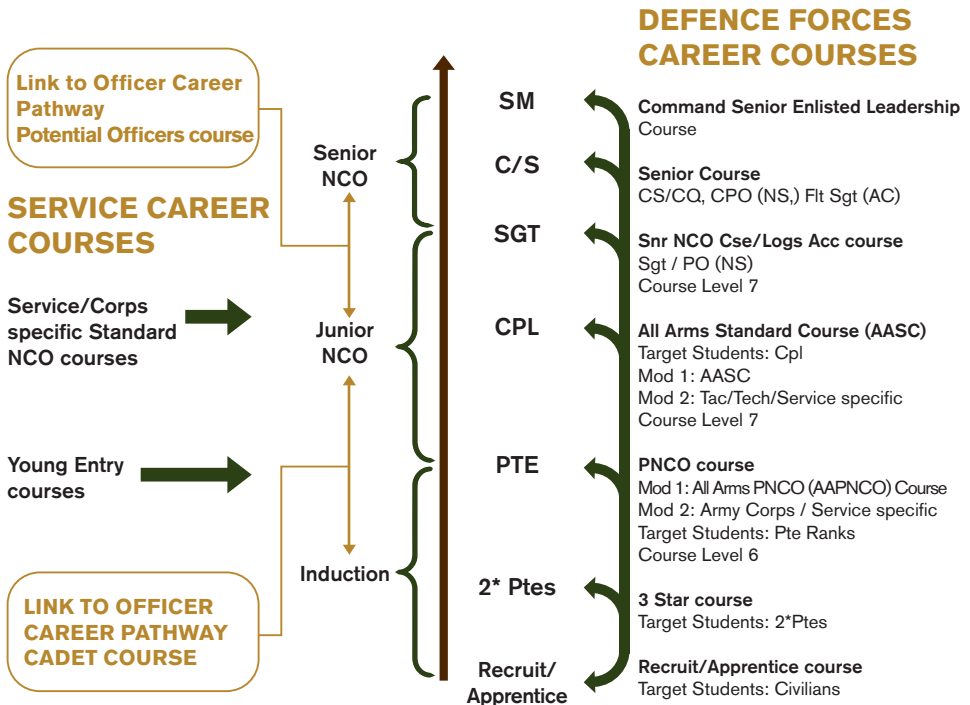 Link to Officer Career
Pathway
Potential Officers course
SERVICE CAREER
COURSES
Service/Corps
specific Standard
NCO courses
Young Entry
courses
LINK TO OFFICER
CAREER PATHWAY
CADET COURSE
Senior
NCO
Junior
NCO
Induction
SM
C/S
SGT
CPL
PTE
2* Ptes
Recruit/
Apprentice
DEFENCE FORCES
CAREER COURSES
Command Senior Enlisted Leadership
Course
Senior Course
CS/CQ, CPO (NS,) Flt Sgt (AC)
Snr NCO Cse/Logs Acc course
Sgt / PO (NS)
Course Level 7
All Arms Standard Course (AASC)
Target Students: Cpl
Mod 1: AASC
Mod 2: Tac/Tech/Service specific
Course Level 7
PNCO course
Mod 1: All Arms PNCO (AAPNCO) Course
Mod 2: Army Corps / Service specific
Target Students: Pte Ranks
Course Level 6
3 Star course
Target Students: 2*Ptes
Recruit/Apprentice course
Target Students: Civilians